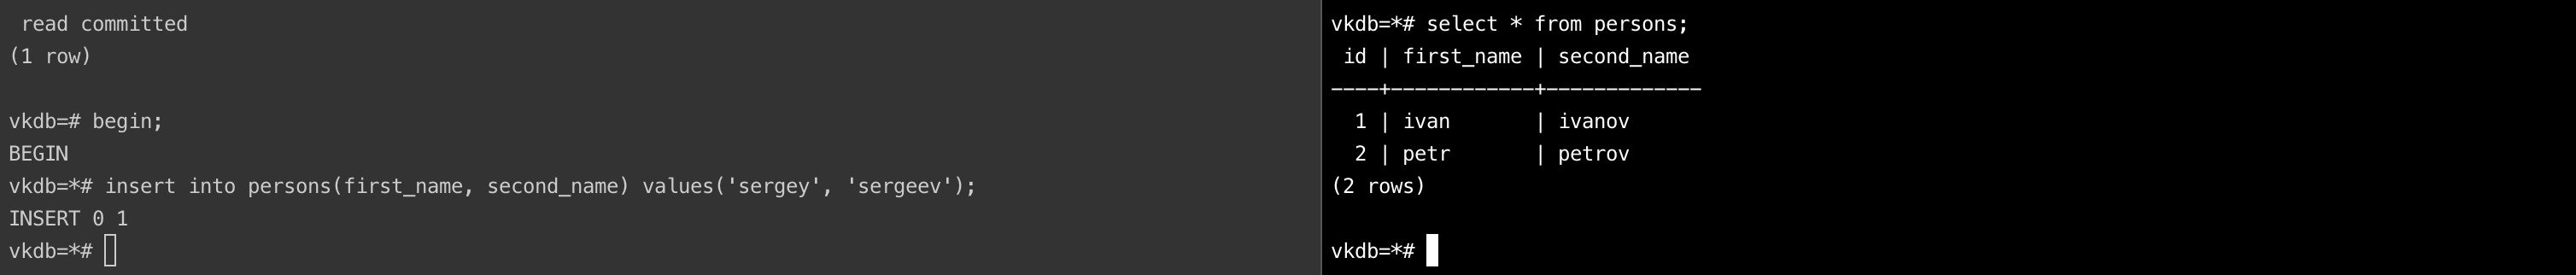 read committed
(1 row)
vkdb=# begin;
BEGIN
vkdb=*# insert into persons(first_name, second_name) values('sergey', 'sergeev');
INSERT 0 1
vkdb=*#
vkdb=*# select * from persons;
id | first_name | second_name
----+------------+-------------
1 | ivan | ivanov
2 | petr | petrov
(2 rows)
vkdb=*#